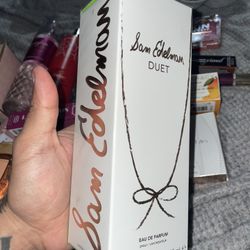 Sam Edelman
Sam Edelman
DUET
EAU DE PARFUM